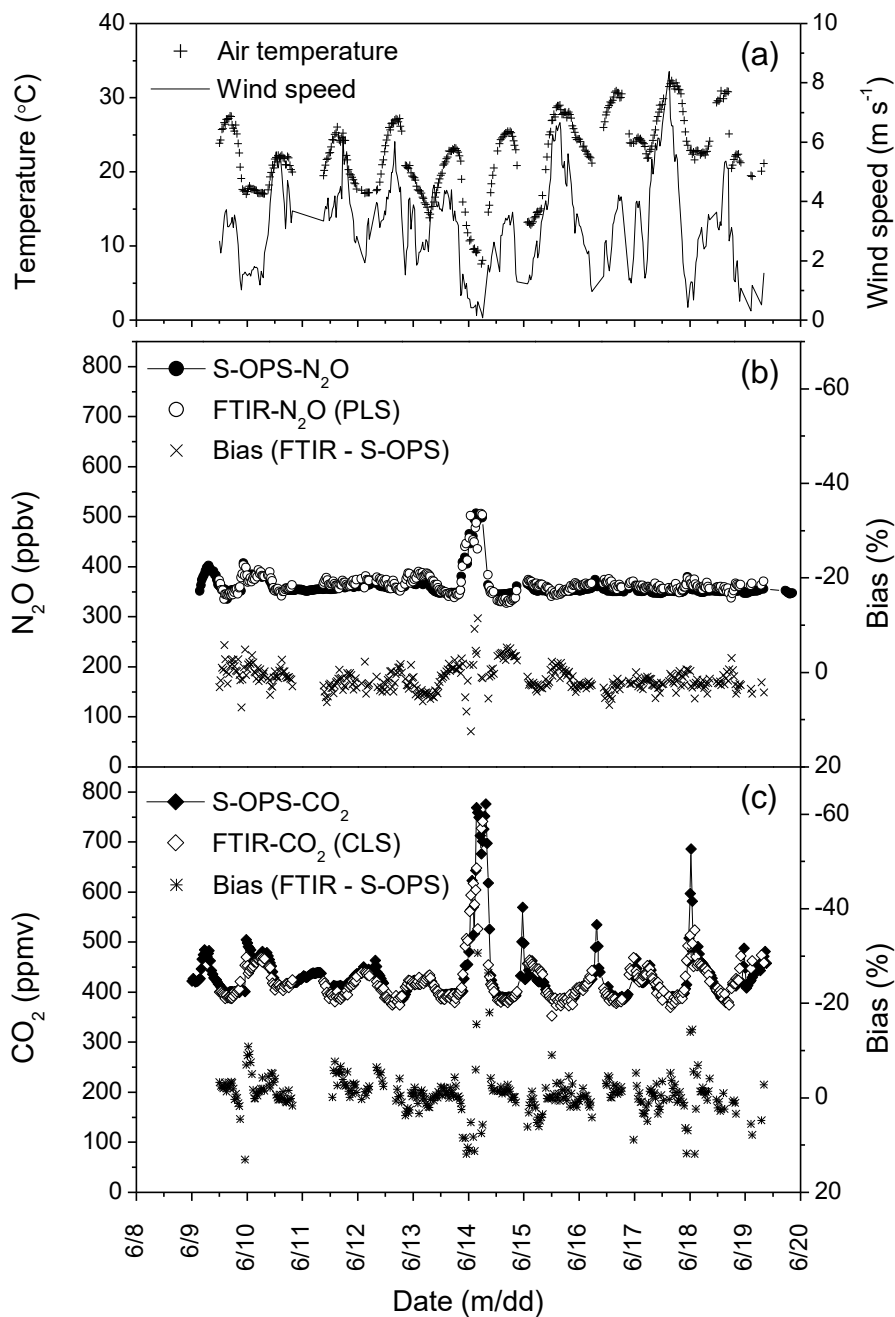 (a)
Air temperature
Wind speed
Temperature (°C)
40
30
20
10
0
Wind speed (m s⁻¹)
10
8
6
4
2
0
(b)
S-OPS-N₂O
FTIR-N₂O (PLS)
Bias (FTIR - S-OPS)
N₂O (ppbv)
800
700
600
500
400
300
200
100
0
Bias (%)
-60
-40
-20
0
20
(c)
S-OPS-CO₂
FTIR-CO₂ (CLS)
Bias (FTIR - S-OPS)
CO₂ (ppmv)
800
700
600
500
400
300
200
100
0
Bias (%)
-60
-40
-20
0
20
6/8
6/9
6/10
6/11
6/12
6/13
6/14
6/15
6/16
6/17
6/18
6/19
6/20
Date (m/dd)